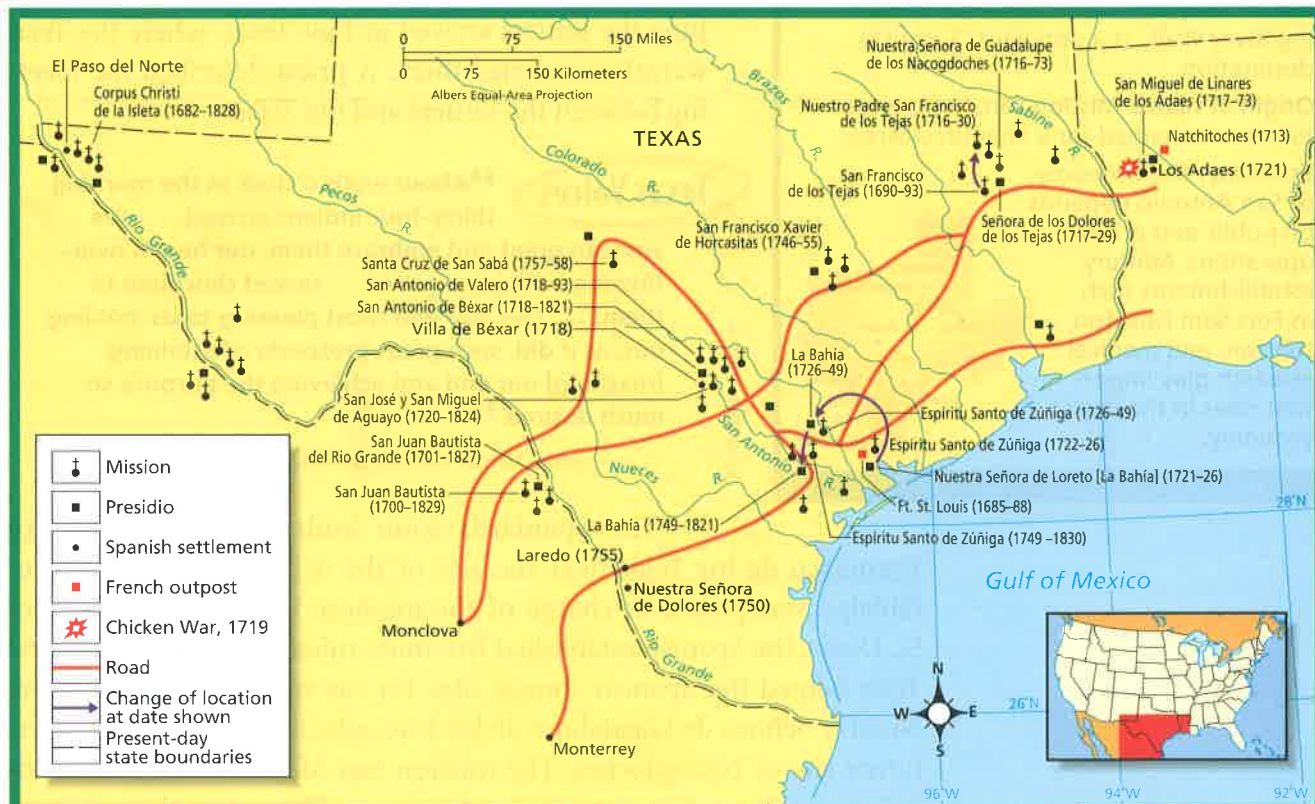 0 75 150 Miles
0 75 150 Kilometers
Albers Equal-Area Projection
El Paso del Norte
Corpus Christi
de la Isleta (1682–1828)
Nuestra Señora de Guadalupe
de los Nacogdoches (1716–73)
Nuestro Padre San Francisco
de los Tejas (1716–30)
San Miguel de Linares
de los Adaes (1717–73)
Natchitoches (1713)
Los Adaes (1721)
San Francisco
de los Tejas (1690–93)
Señora de los Dolores
de los Tejas (1717–29)
TEXAS
Brazos
R.
Sabine
R.
Colorado
R.
Pecos
R.
Rio Grande
San Francisco Xavier
de Horcasitas (1746–55)
Santa Cruz de San Sabá (1757–58)
San Antonio de Valero (1718–93)
San Antonio de Béxar (1718–1821)
Villa de Béxar (1718)
San José y San Miguel
de Aguayo (1720–1824)
La Bahía
(1726–49)
Espíritu Santo de Zúñiga (1726–49)
Espíritu Santo de Zúñiga (1722–26)
Nuestra Señora de Loreto [La Bahía] (1721–26)
Ft. St. Louis (1685–88)
Espíritu Santo de Zúñiga (1749 –1830)
San Juan Bautista
del Rio Grande (1701–1827)
San Juan Bautista
(1700–1829)
San Antonio
R.
Nueces
R.
La Bahía (1749–1821)
Laredo (1755)
Nuestra Señora
de Dolores (1750)
Monclova
Rio Grande
Monterrey
Gulf of Mexico
28°N
26°N
96°W
94°W
92°W
N
W
E
S
Mission
Presidio
Spanish settlement
French outpost
Chicken War, 1719
Road
Change of location
at date shown
Present-day
state boundaries